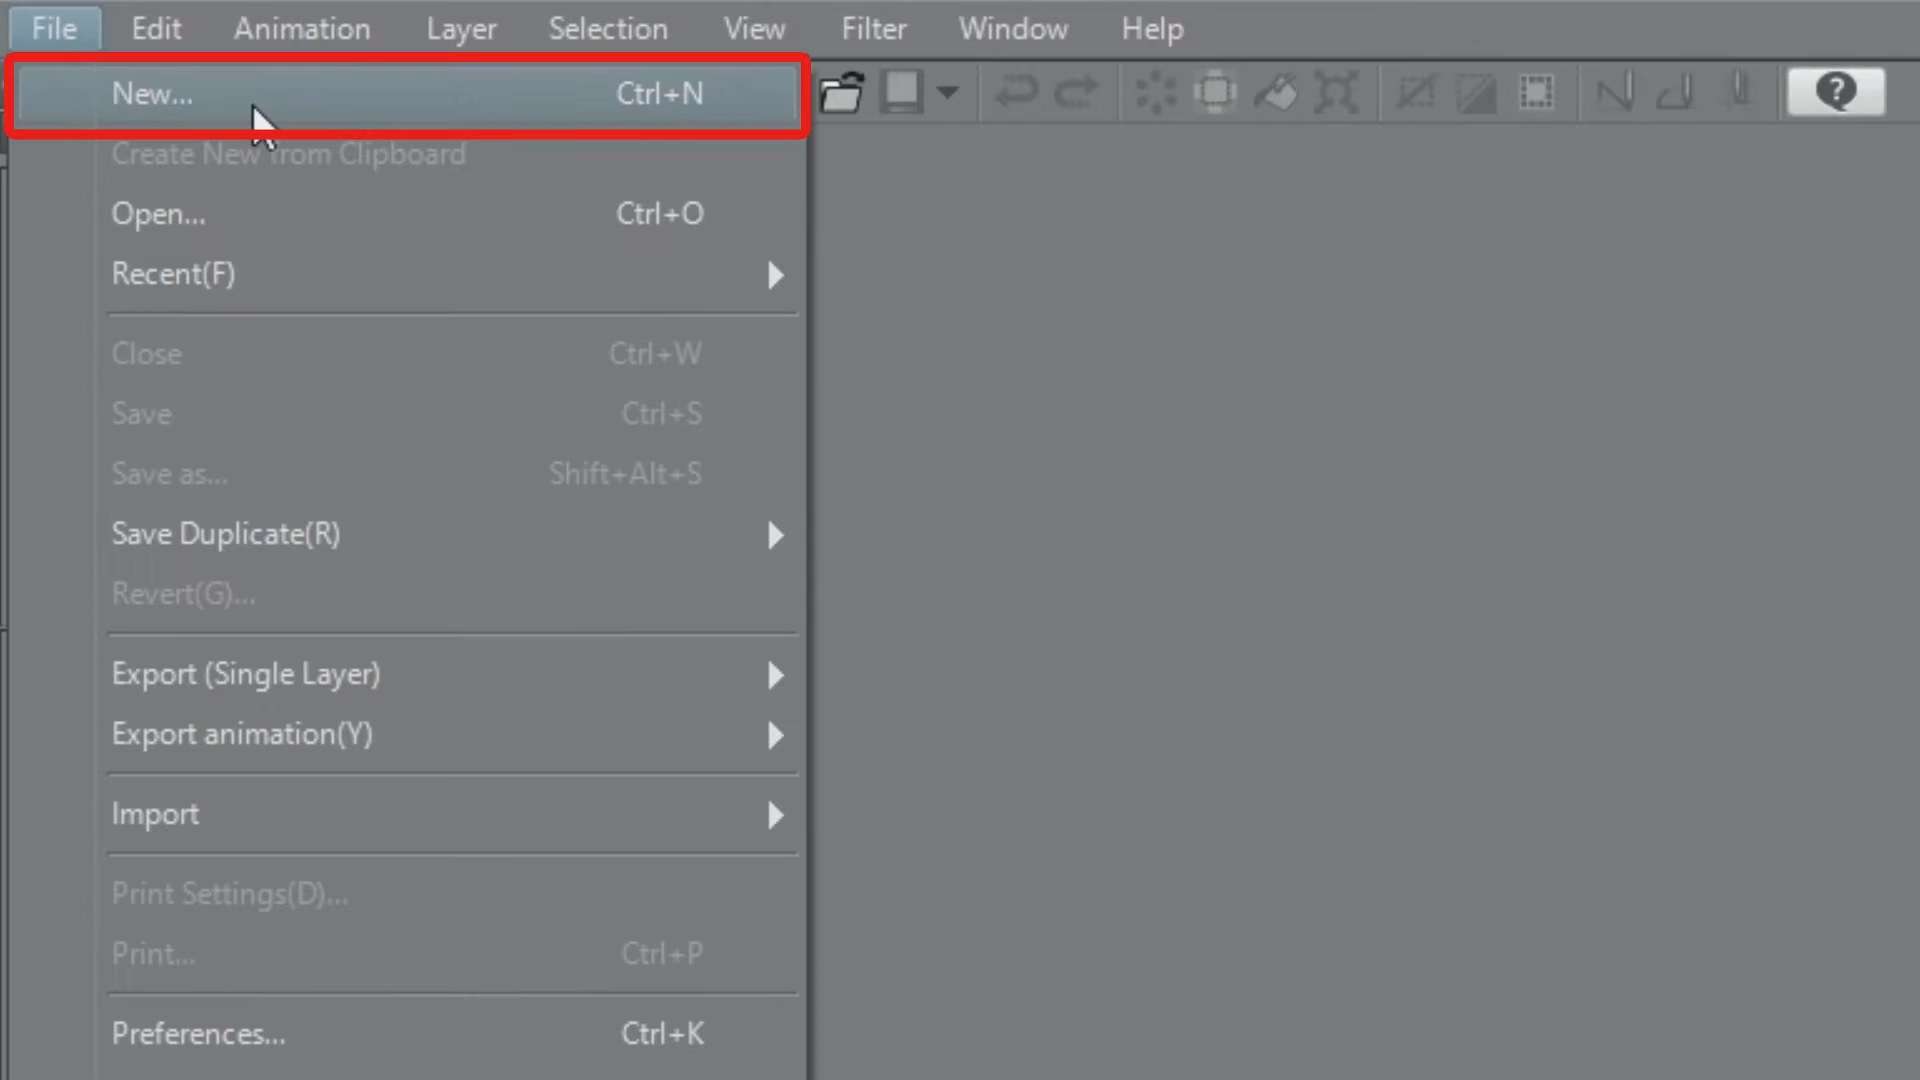 File Edit Animation Layer Selection View Filter Window Help
New... Ctrl+N
Create New from Clipboard
Open... Ctrl+O
Recent(F)
Close Ctrl+W
Save Ctrl+S
Save as... Shift+Alt+S
Save Duplicate(R)
Revert(G)...
Export (Single Layer)
Export animation(Y)
Import
Print Settings(D)...
Print... Ctrl+P
Preferences... Ctrl+K